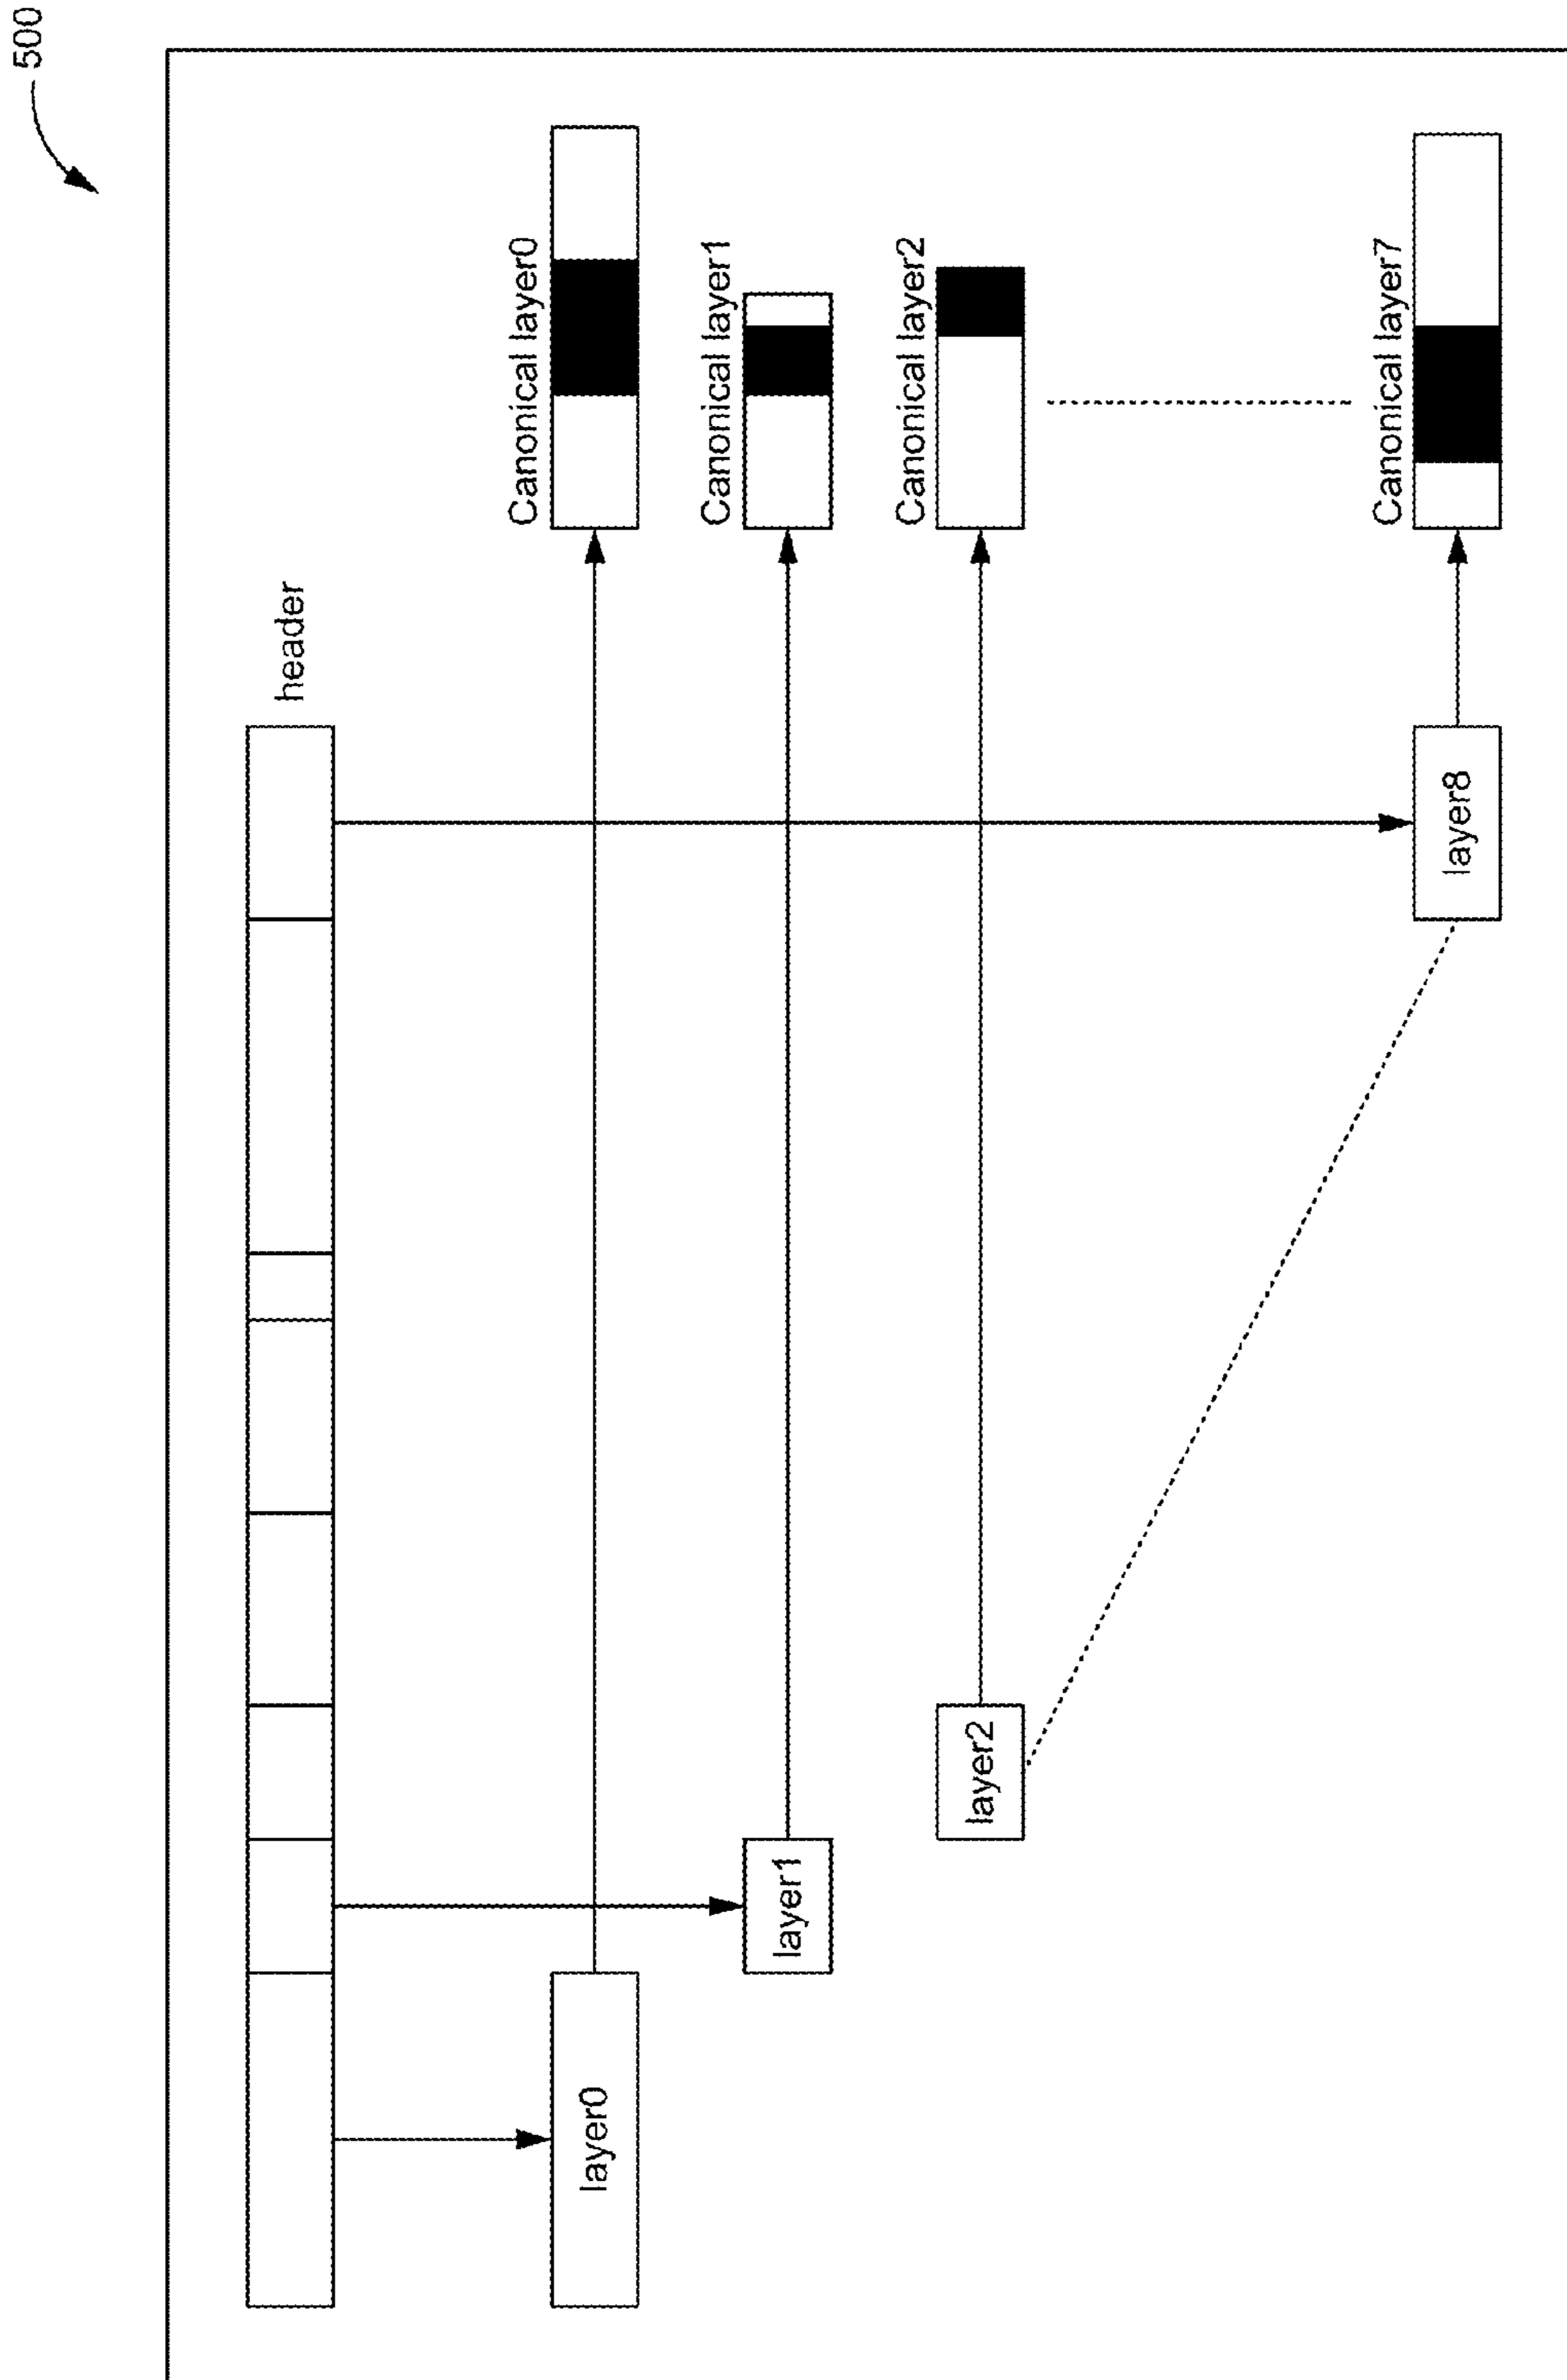 500
header
Canonical layer0
layer0
Canonical layer1
layer1
Canonical layer2
layer2
Canonical layer7
layer8